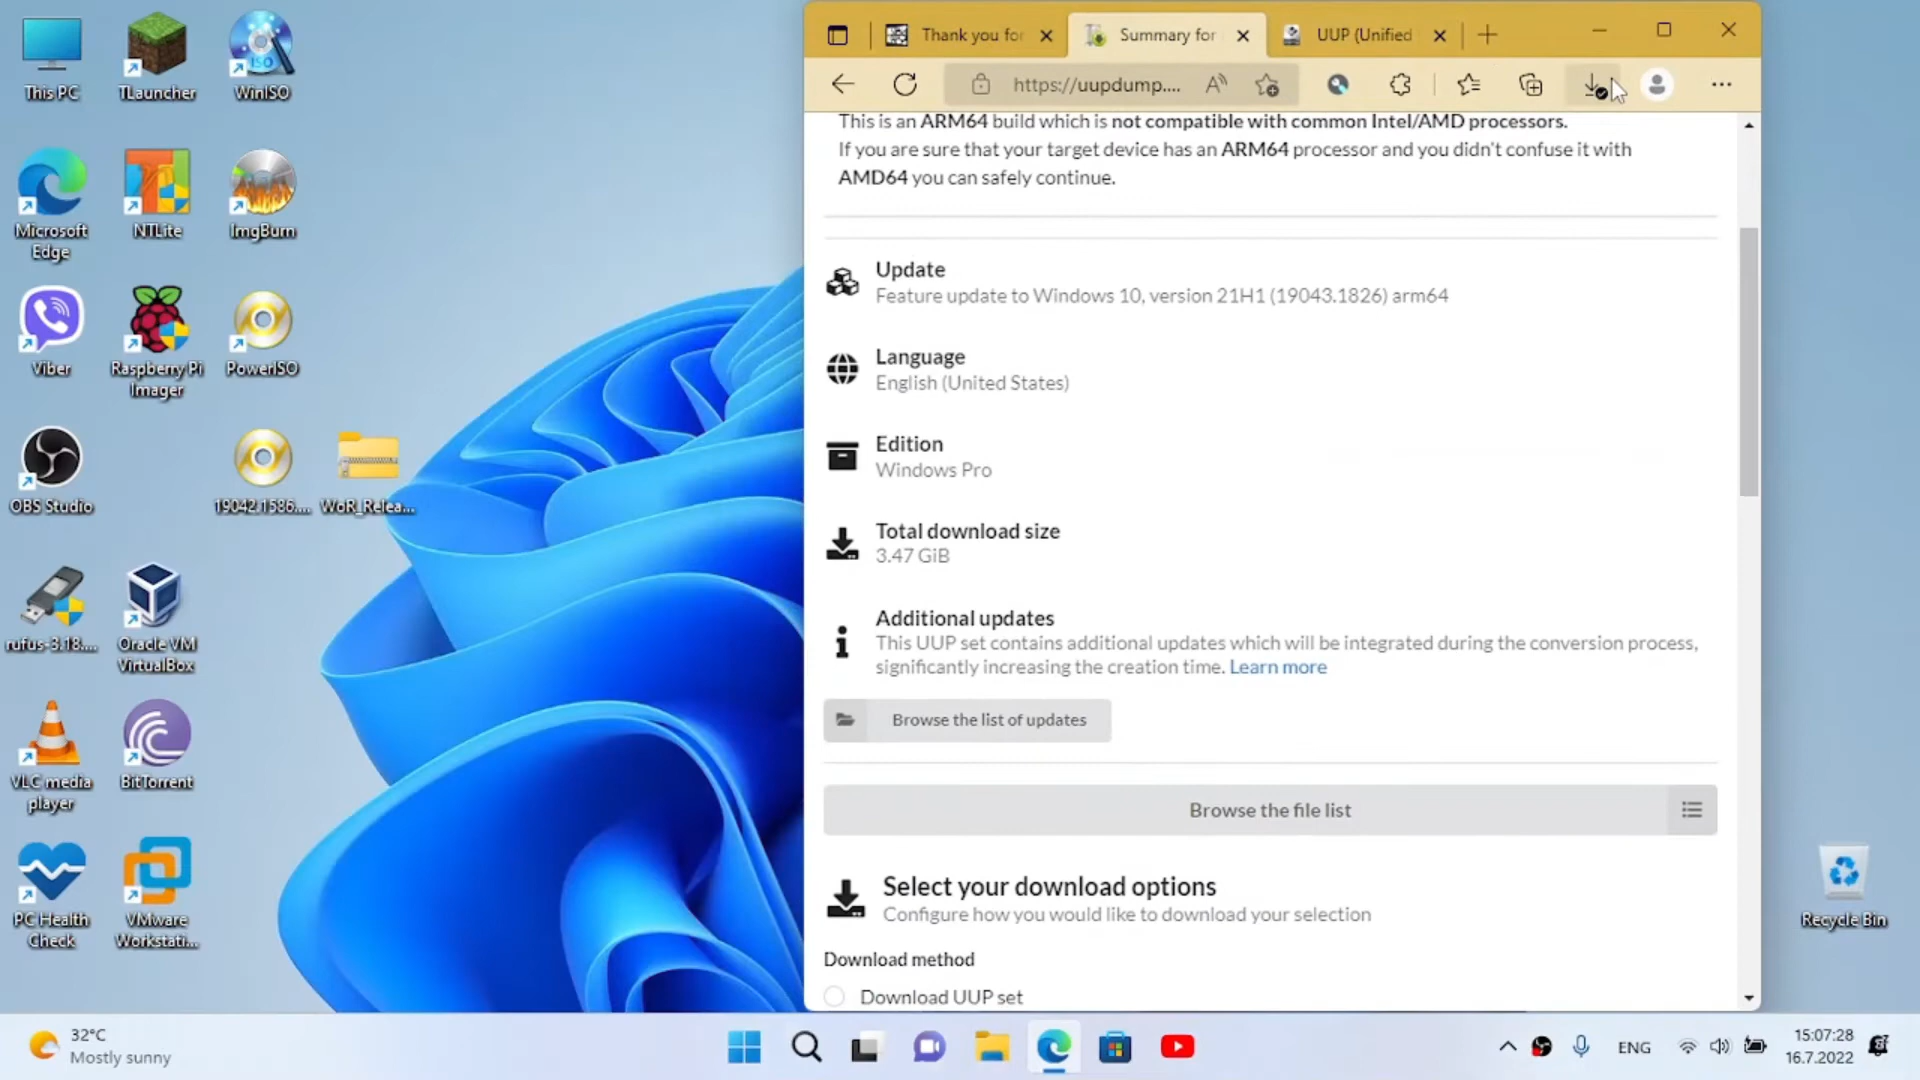 This PC
TLauncher
WinISO
Microsoft
Edge
NTLite
ImgBurn
Viber
Raspberry Pi
Imager
PowerISO
OBS Studio
19042.1586....
WoR_Relea...
rufus-3.18....
Oracle VM
VirtualBox
VLC media
player
BitTorrent
PC Health
Check
VMware
Workstati...
Recycle Bin
Thank you for
Summary for
UUP (Unified
https://uupdump....
This is an ARM64 build which is not compatible with common Intel/AMD processors.
If you are sure that your target device has an ARM64 processor and you didn't confuse it with
AMD64 you can safely continue.
Update
Feature update to Windows 10, version 21H1 (19043.1826) arm64
Language
English (United States)
Edition
Windows Pro
Total download size
3.47 GiB
Additional updates
This UUP set contains additional updates which will be integrated during the conversion process,
significantly increasing the creation time. Learn more
Browse the list of updates
Browse the file list
Select your download options
Configure how you would like to download your selection
Download method
Download UUP set
32°C
Mostly sunny
ENG
15:07:28
16.7.2022